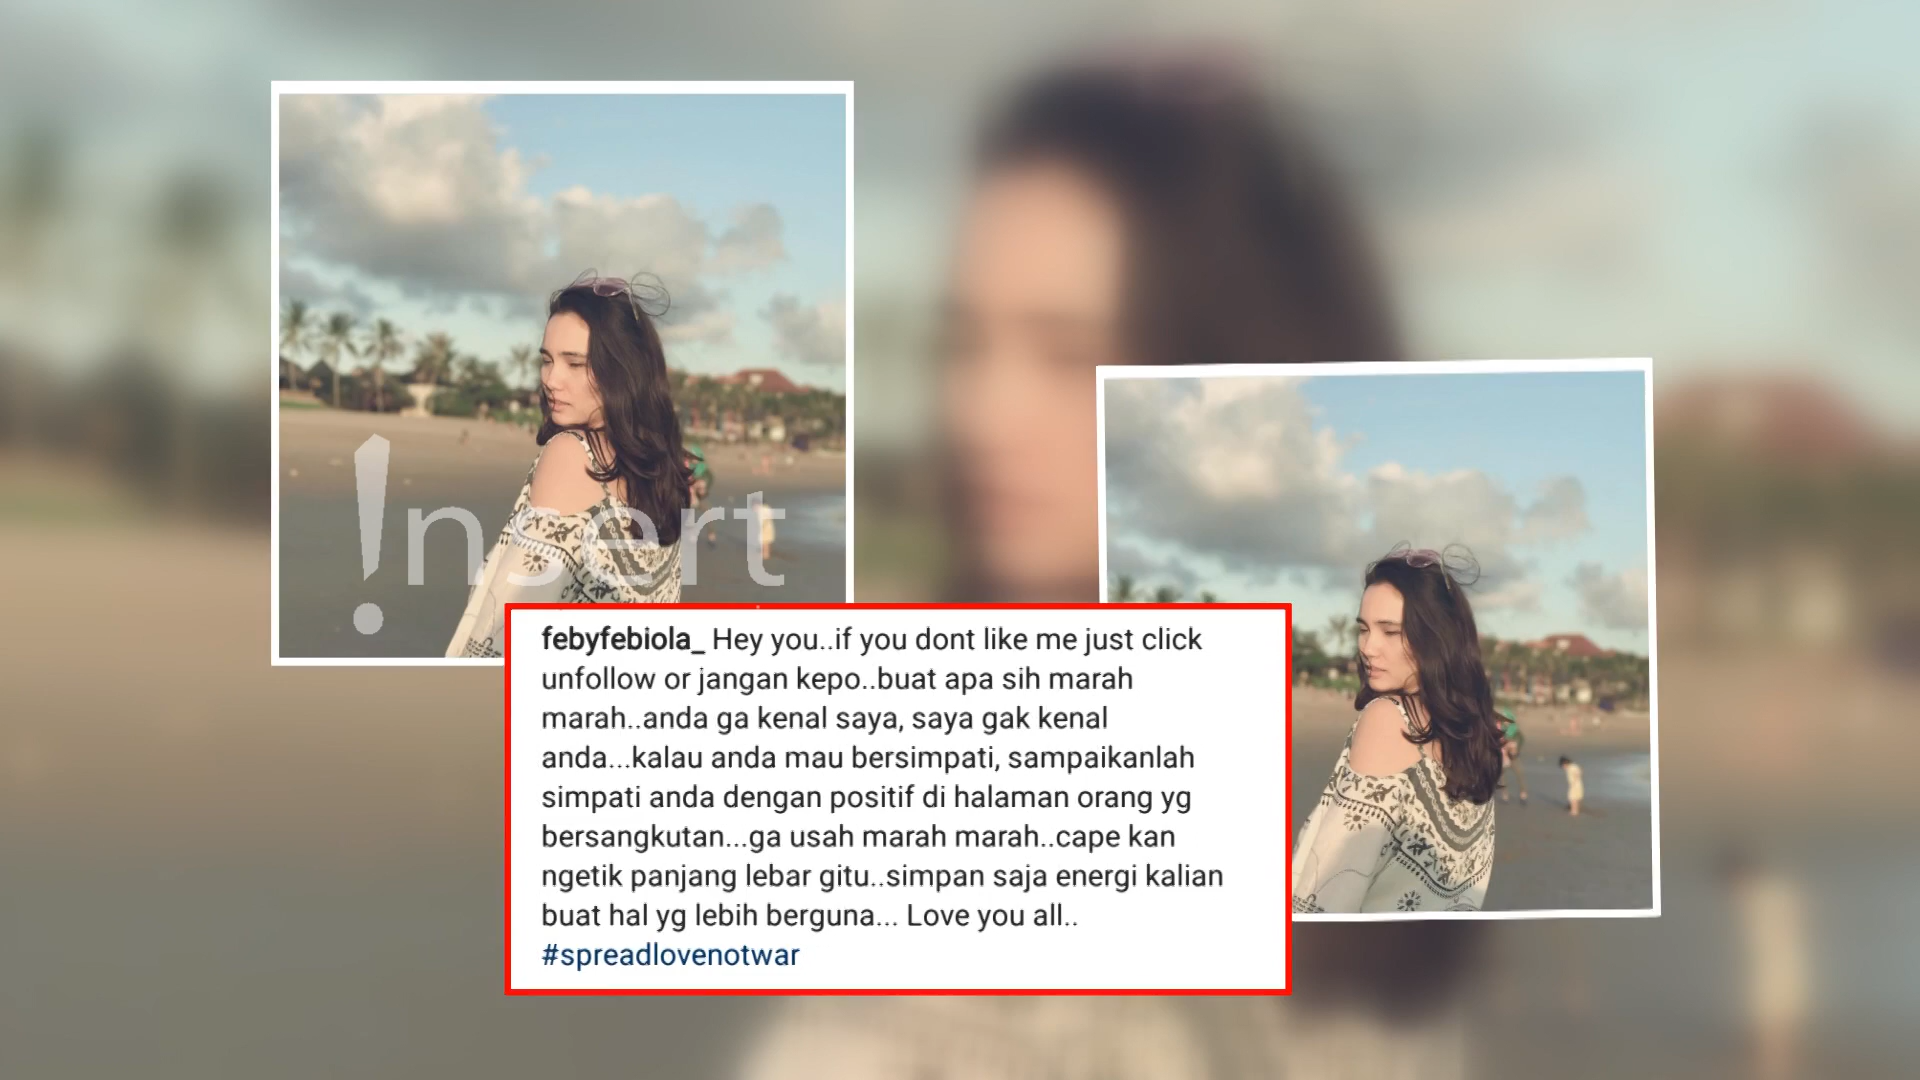 !nsert
febyfebiola_ Hey you..if you dont like me just click
unfollow or jangan kepo..buat apa sih marah
marah..anda ga kenal saya, saya gak kenal
anda...kalau anda mau bersimpati, sampaikanlah
simpati anda dengan positif di halaman orang yg
bersangkutan...ga usah marah marah..cape kan
ngetik panjang lebar gitu..simpan saja energi kalian
buat hal yg lebih berguna... Love you all..
#spreadlovenotwar